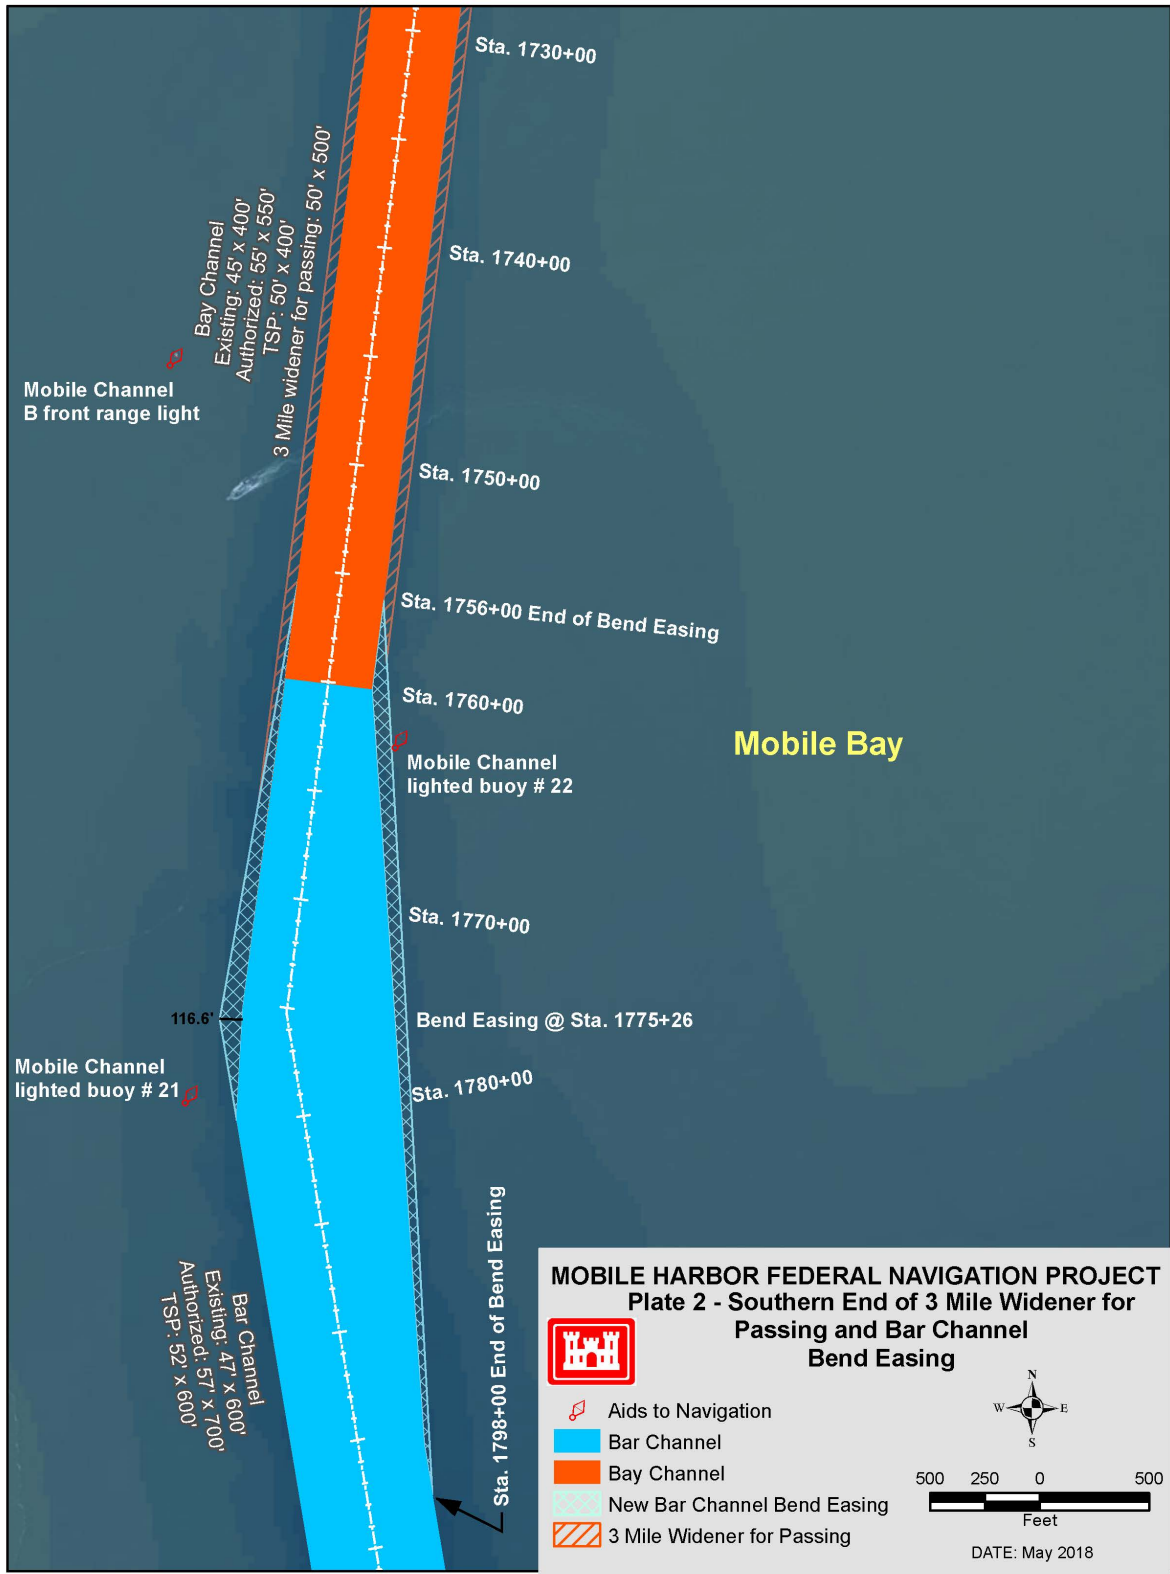 Sta. 1730+00
Bay Channel
Existing: 45' x 400'
Authorized: 55' x 550'
TSP: 50' x 400'
3 Mile widener for passing: 50' x 500'
Sta. 1740+00
Mobile Channel
B front range light
Sta. 1750+00
Sta. 1756+00 End of Bend Easing
Sta. 1760+00
Mobile Bay
Mobile Channel
lighted buoy # 22
Sta. 1770+00
116.6'
Bend Easing @ Sta. 1775+26
Mobile Channel
lighted buoy # 21
Sta. 1780+00
Sta. 1798+00 End of Bend Easing
Bar Channel
Existing: 47' x 600'
Authorized: 57' x 700'
TSP: 52' x 600'
MOBILE HARBOR FEDERAL NAVIGATION PROJECT
Plate 2 - Southern End of 3 Mile Widener for
Passing and Bar Channel
Bend Easing
Aids to Navigation
Bar Channel
Bay Channel
New Bar Channel Bend Easing
3 Mile Widener for Passing
N
W E
S
500 250 0 500
Feet
DATE: May 2018